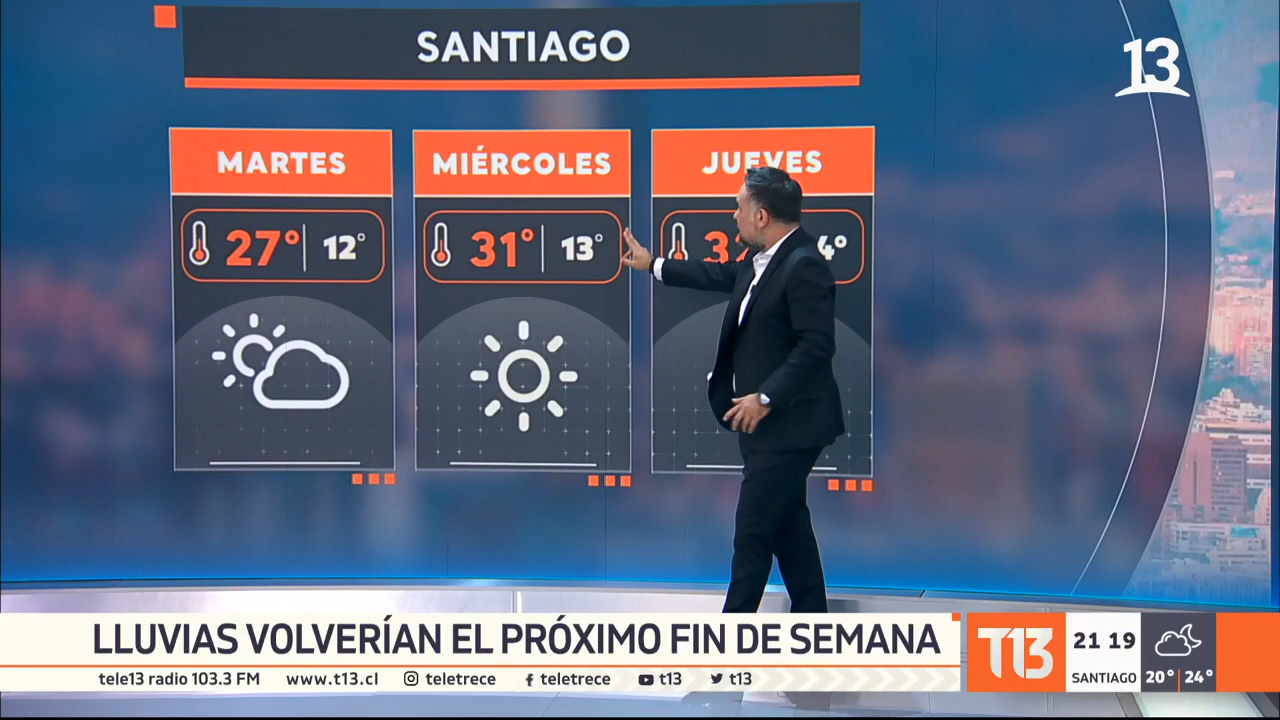 SANTIAGO
13
MARTES
MIÉRCOLES
JUEVES
27° 12°
31° 13°
4°
LLUVIAS VOLVERÍAN EL PRÓXIMO FIN DE SEMANA
tele13 radio 103.3 FM www.t13.cl teletrece teletrece t13 t13
T13
21 19
SANTIAGO
20° 24°